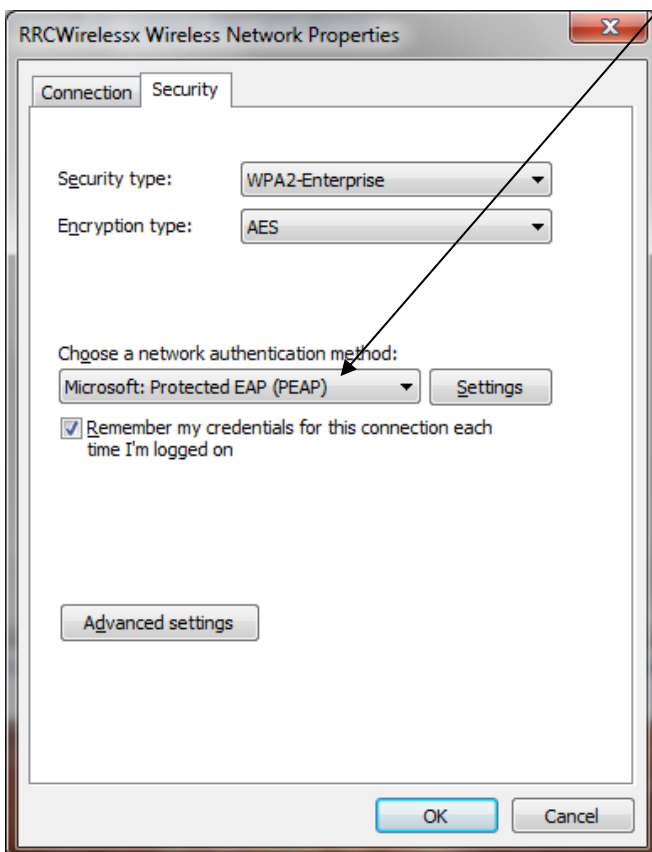 RRCWirelessx Wireless Network Properties
Connection Security
Security type: WPA2-Enterprise
Encryption type: AES
Choose a network authentication method:
Microsoft: Protected EAP (PEAP) Settings
Remember my credentials for this connection each
time I'm logged on
Advanced settings
OK Cancel